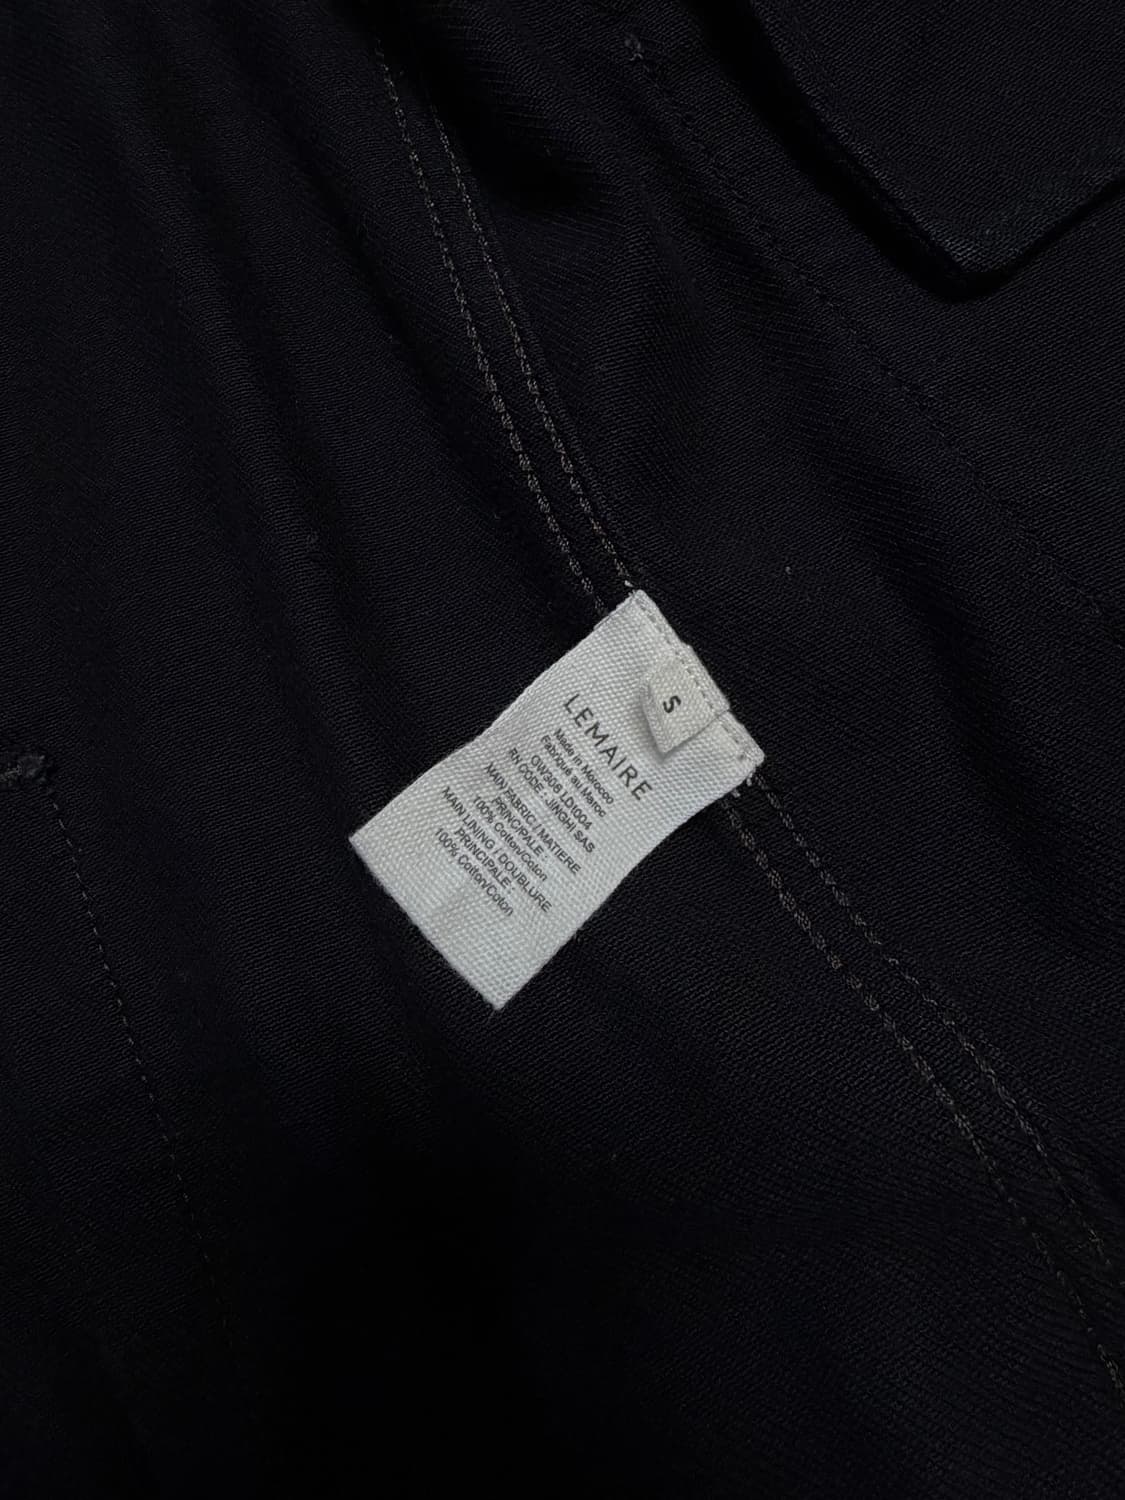 S
LEMAIRE
Made in Morocco
Fabriqué au Maroc
OW306 LD1004
RN CODE - JINGHI SAS
MAIN FABRIC / MATIERE
PRINCIPALE :
100% Cotton/Coton
MAIN LINING / DOUBLURE
PRINCIPALE :
100% Cotton/Coton